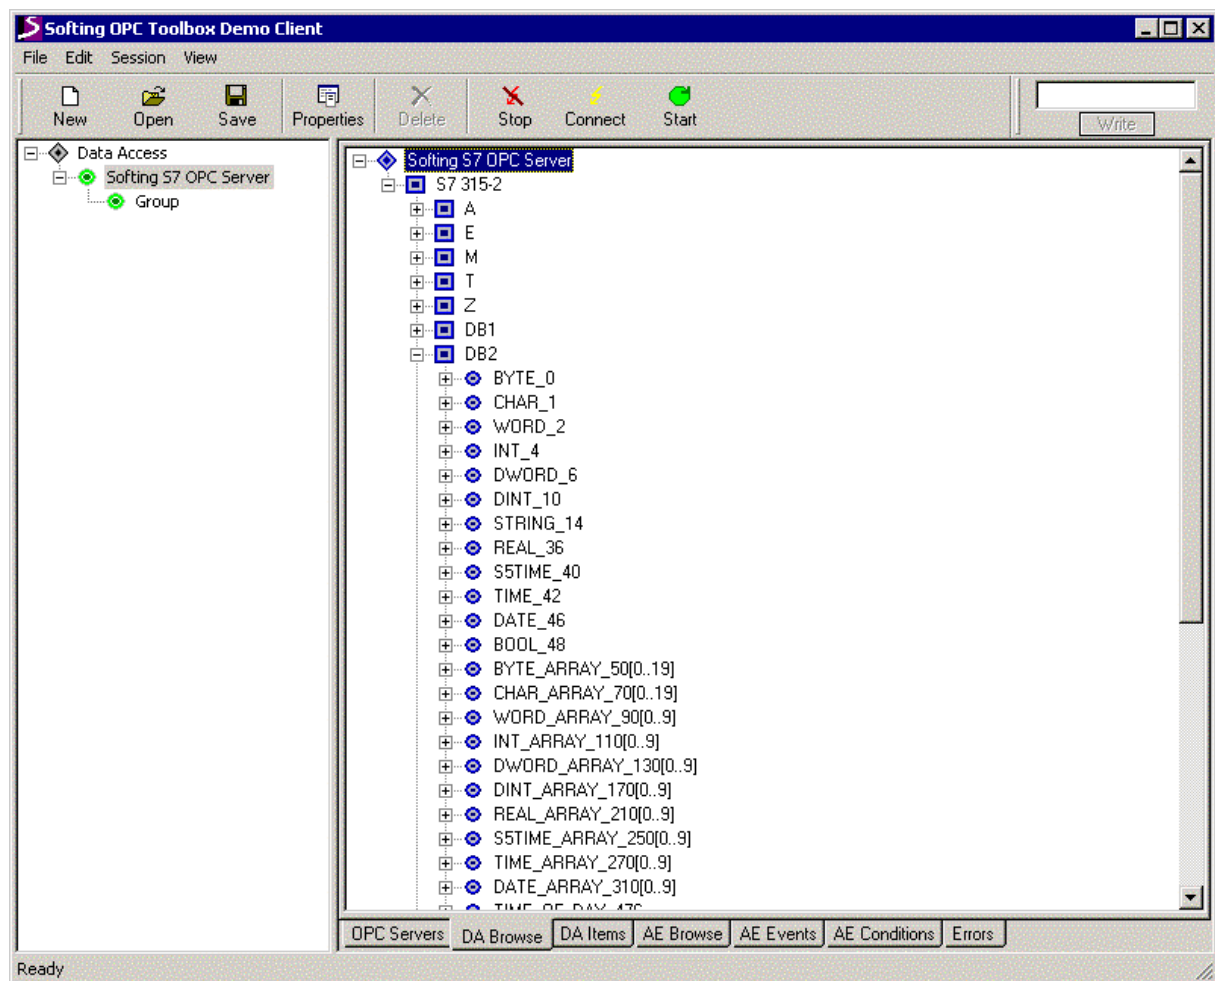 Softing OPC Toolbox Demo Client
File Edit Session View
New Open Save Properties Delete Stop Connect Start Write
Data Access
Softing S7 OPC Server
Group
Softing S7 OPC Server
S7 315-2
A
E
M
T
Z
DB1
DB2
BYTE_0
CHAR_1
WORD_2
INT_4
DWORD_6
DINT_10
STRING_14
REAL_36
S5TIME_40
TIME_42
DATE_46
BOOL_48
BYTE_ARRAY_50[0..19]
CHAR_ARRAY_70[0..19]
WORD_ARRAY_90[0..9]
INT_ARRAY_110[0..9]
DWORD_ARRAY_130[0..9]
DINT_ARRAY_170[0..9]
REAL_ARRAY_210[0..9]
S5TIME_ARRAY_250[0..9]
TIME_ARRAY_270[0..9]
DATE_ARRAY_310[0..9]
TIME_OF_DAY_476
OPC Servers DA Browse DA Items AE Browse AE Events AE Conditions Errors
Ready